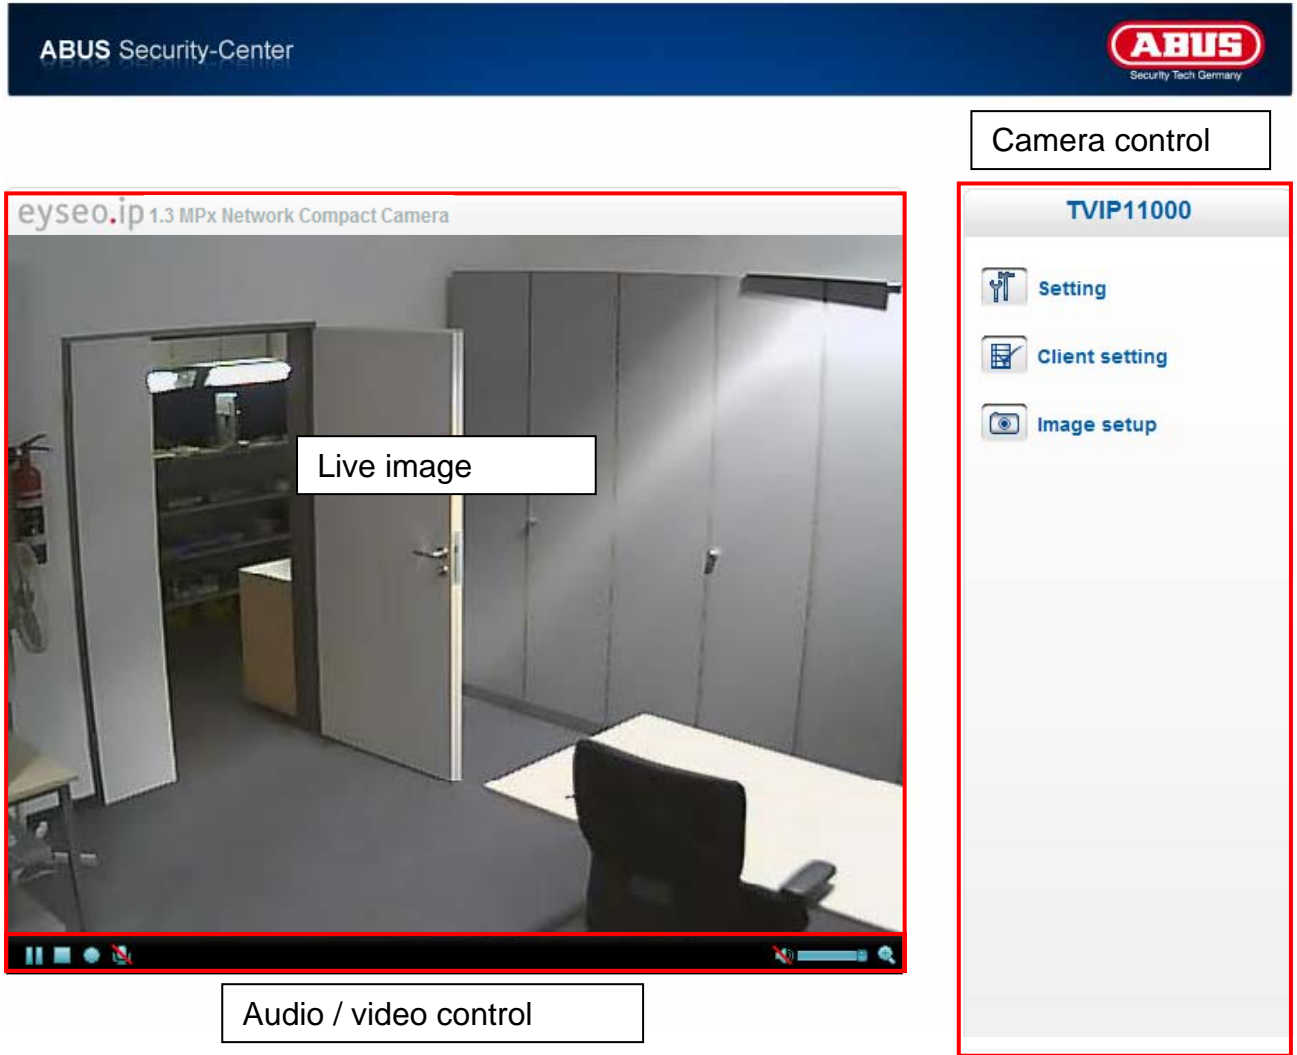 ABUS Security-Center
ABUS
Security Tech Germany
Camera control
eyseo.ip 1.3 MPx Network Compact Camera
TVIP11000
Setting
Client setting
Image setup
Live image
Audio / video control